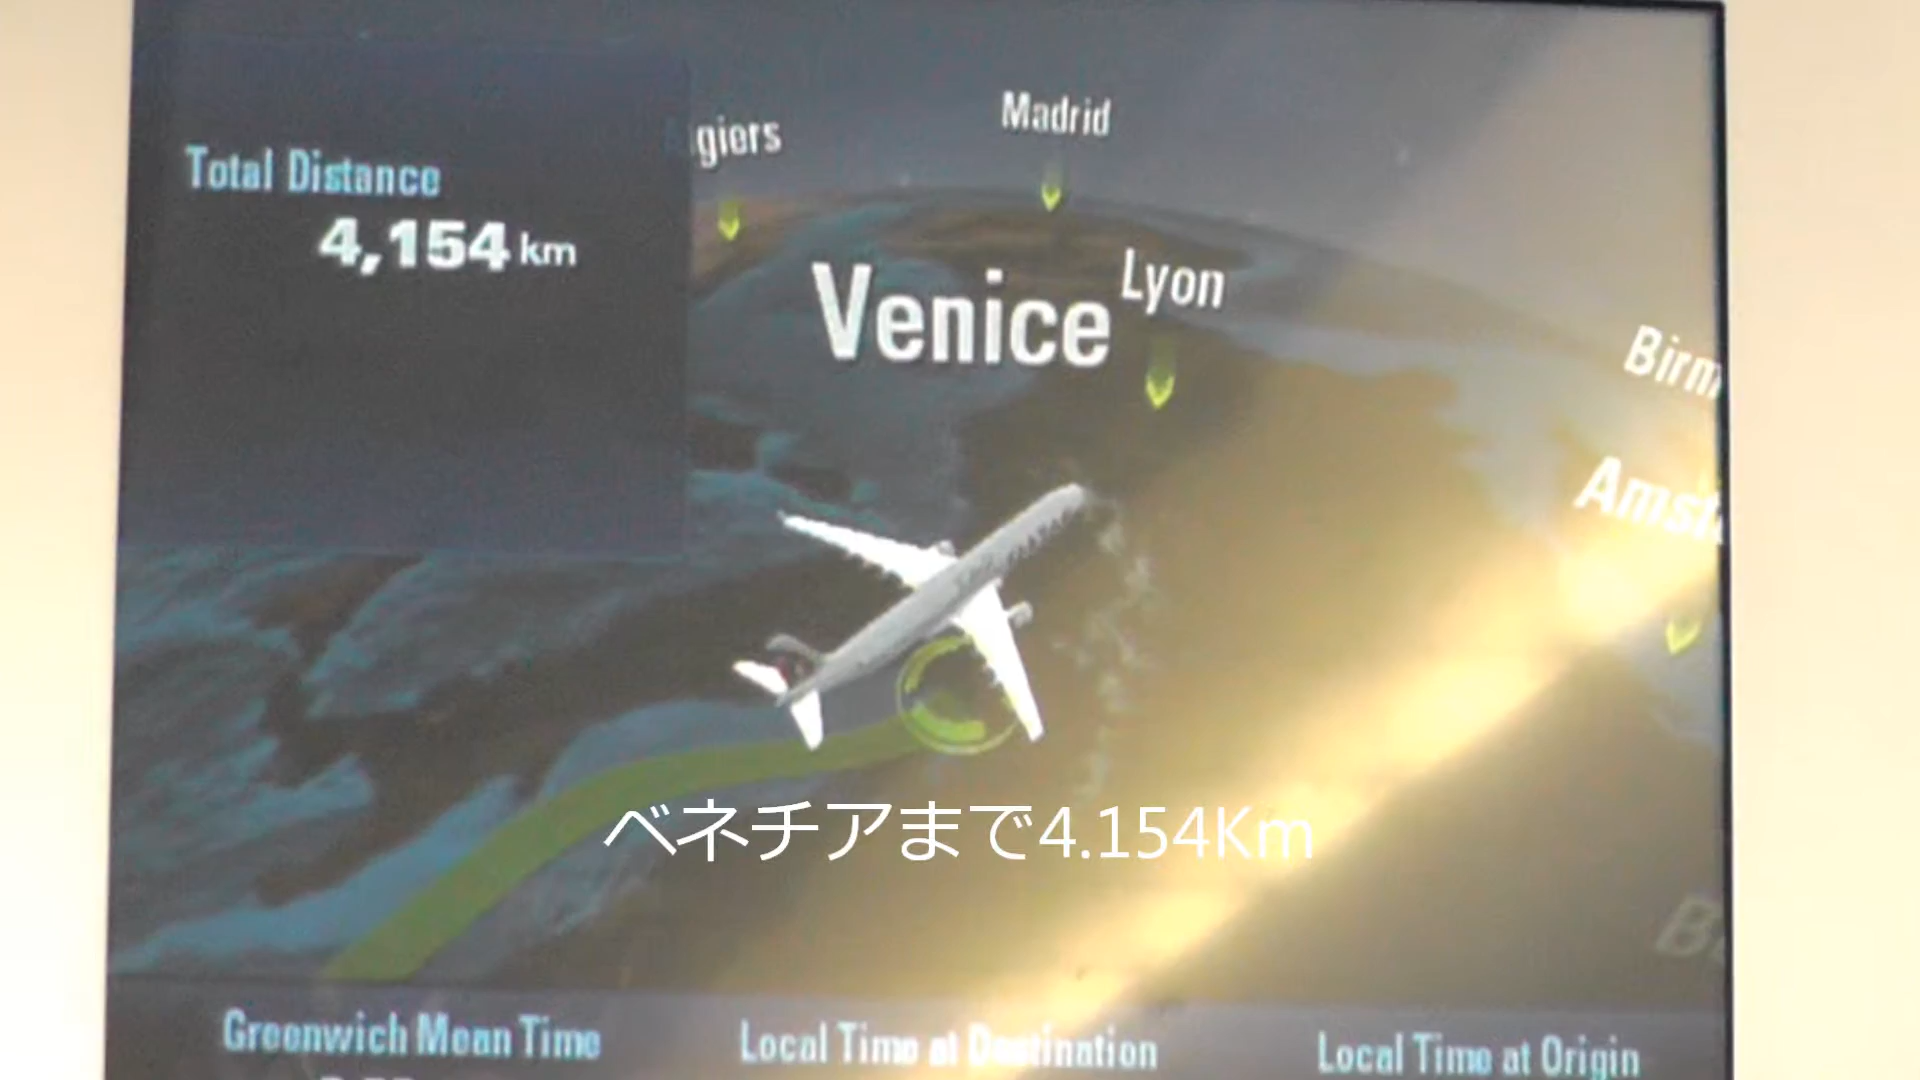 Total Distance
4,154 km
giers
Madrid
Venice
Lyon
Birm
Amst
ベネチアまで4.154Km
Greenwich Mean Time
Local Time at Destination
Local Time at Origin